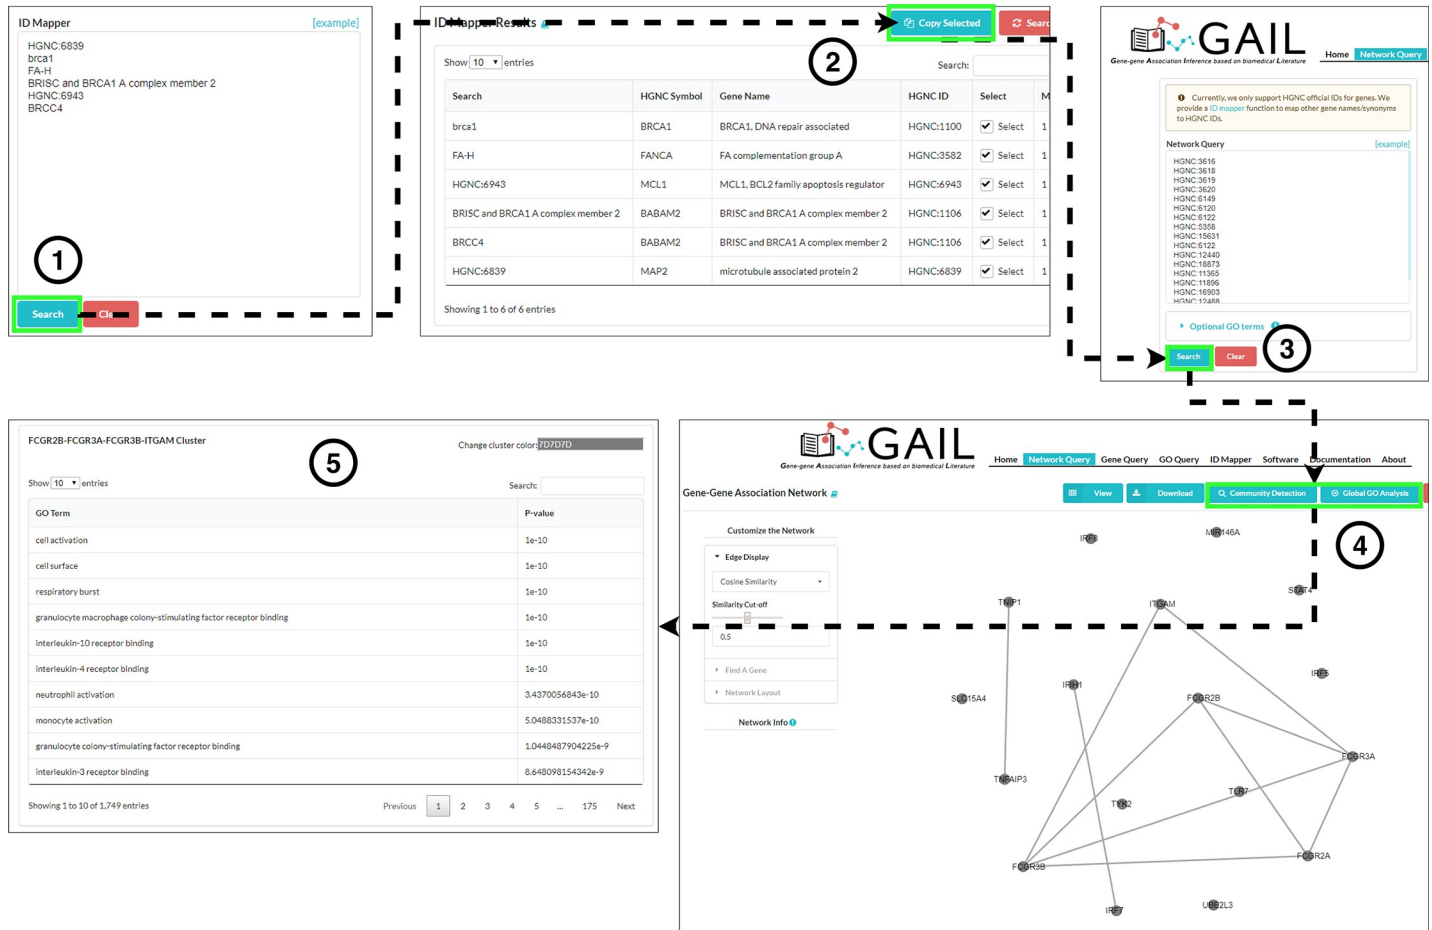 ID Mapper [example]
HGNC:6839
brca1
FA-H
BRISC and BRCA1 A complex member 2
HGNC:6943
BRCC4
1
Search Clear
ID Mapper Results Copy Selected Searc
2
Show 10 entries Search:
Search HGNC Symbol Gene Name HGNC ID Select M
brca1 BRCA1 BRCA1, DNA repair associated HGNC:1100 Select 1
FA-H FANCA FA complementation group A HGNC:3582 Select 1
HGNC:6943 MCL1 MCL1, BCL2 family apoptosis regulator HGNC:6943 Select 1
BRISC and BRCA1 A complex member 2 BABAM2 BRISC and BRCA1 A complex member 2 HGNC:1106 Select 1
BRCC4 BABAM2 BRISC and BRCA1 A complex member 2 HGNC:1106 Select 1
HGNC:6839 MAP2 microtubule associated protein 2 HGNC:6839 Select 1
Showing 1 to 6 of 6 entries
GAIL
Gene-gene Association Inference based on biomedical Literature
Home Network Query
Currently, we only support HGNC official IDs for genes. We
provide a ID mapper function to map other gene names/synonyms
to HGNC IDs.
Network Query [example]
HGNC:3616
HGNC:3618
HGNC:3619
HGNC:3620
HGNC:6149
HGNC:6120
HGNC:6122
HGNC:5358
HGNC:15631
HGNC:6122
HGNC:12440
HGNC:18873
HGNC:11365
HGNC:11896
HGNC:16903
HGNC:12488
Optional GO terms
3
Search Clear
FCGR2B-FCGR3A-FCGR3B-ITGAM Cluster
5
Change cluster color: 7D7D7D
Show 10 entries Search:
GO Term P-value
cell activation 1e-10
cell surface 1e-10
respiratory burst 1e-10
granulocyte macrophage colony-stimulating factor receptor binding 1e-10
interleukin-10 receptor binding 1e-10
interleukin-4 receptor binding 1e-10
neutrophil activation 3.4370056843e-10
monocyte activation 5.0488331537e-10
granulocyte colony-stimulating factor receptor binding 1.0448487904225e-9
interleukin-3 receptor binding 8.648098154342e-9
Showing 1 to 10 of 1,749 entries Previous 1 2 3 4 5 ... 175 Next
GAIL
Gene-gene Association Inference based on biomedical Literature
Home Network Query Gene Query GO Query ID Mapper Software Documentation About
Gene-Gene Association Network View Download Community Detection Global GO Analysis
4
Customize the Network
Edge Display
Cosine Similarity
Similarity Cut-off
0.5
Find A Gene
Network Layout
Network Info
IRF8
MIR146A
STAT4
TNIP1
ITGAM
IRF5
IFIH1
SLC15A4
FCGR2B
FCGR3A
TNFAIP3
TLR7
TYK2
FCGR2A
FCGR3B
UBE2L3
IRF7